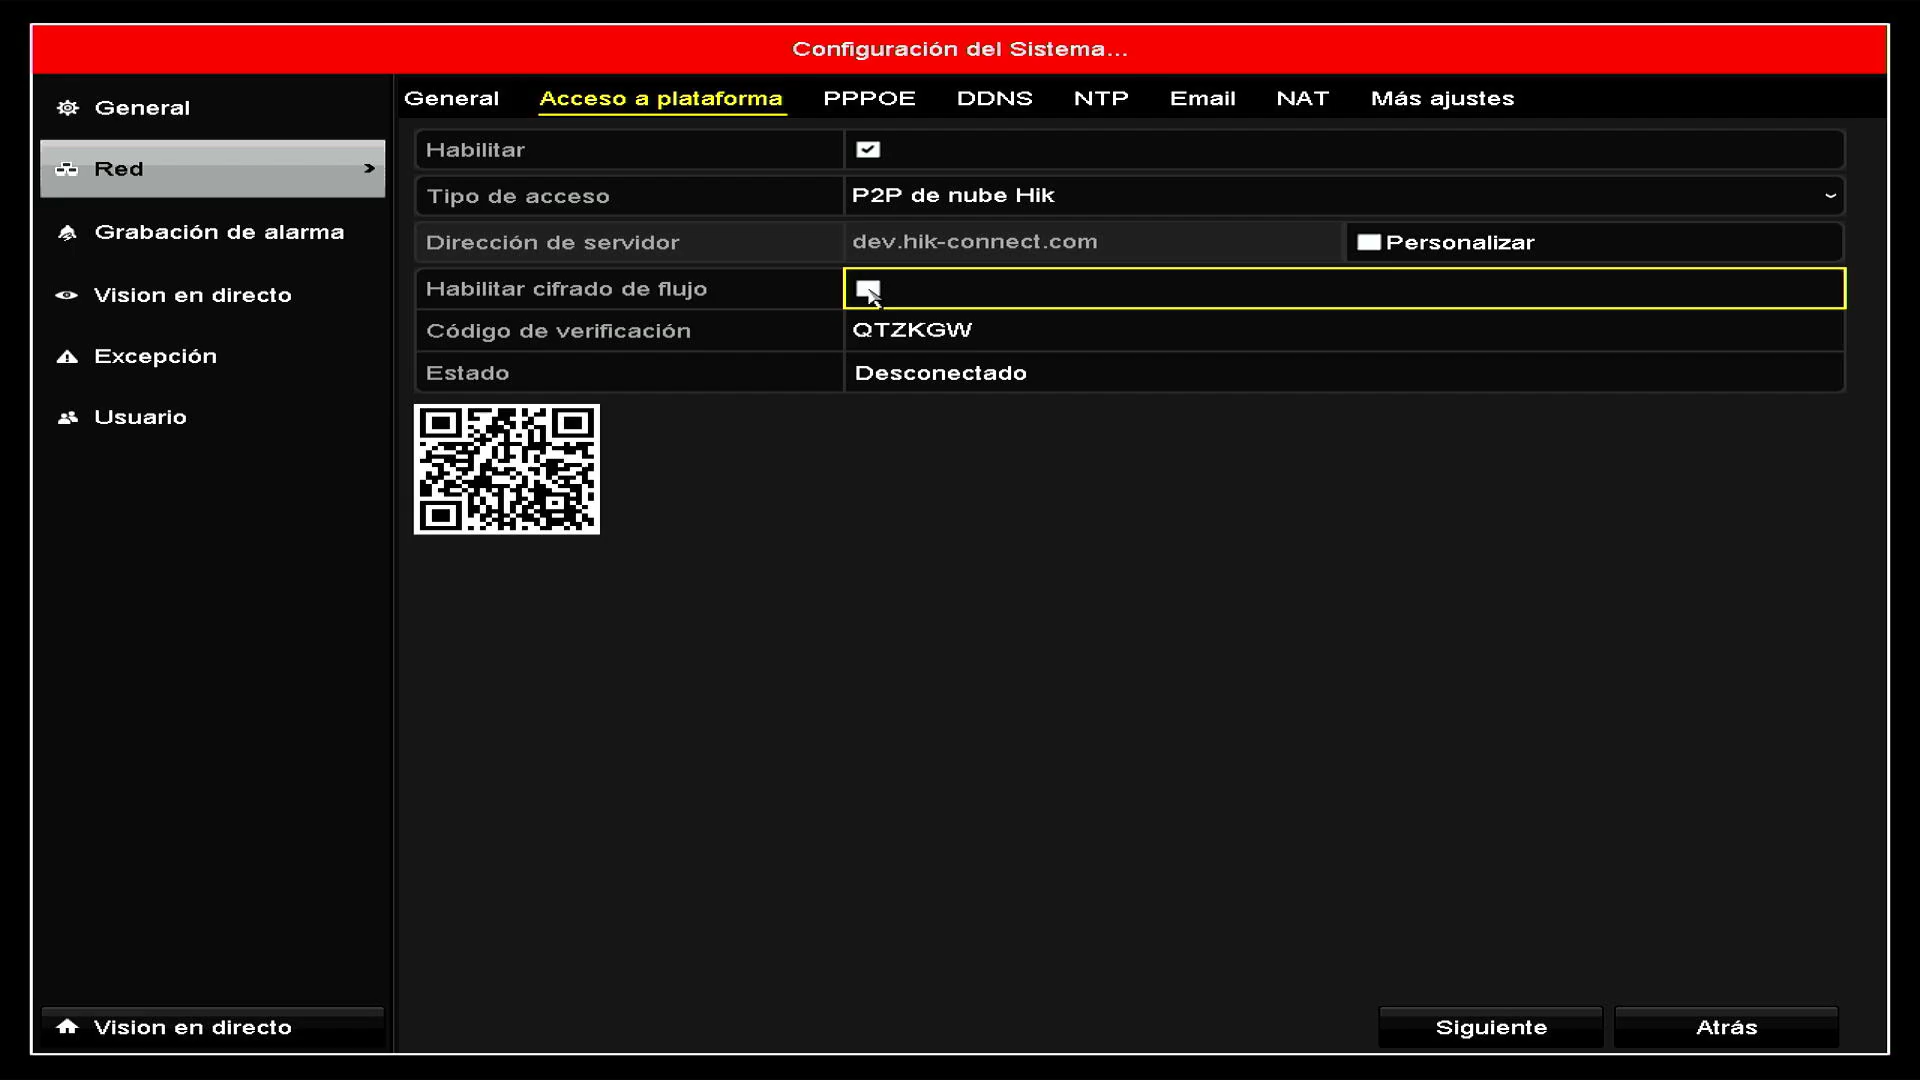 Configuración del Sistema...
General
Red >
Grabación de alarma
Vision en directo
Excepción
Usuario
General Acceso a plataforma PPPOE DDNS NTP Email NAT Más ajustes
Habilitar
Tipo de acceso P2P de nube Hik
Dirección de servidor dev.hik-connect.com Personalizar
Habilitar cifrado de flujo
Código de verificación QTZKGW
Estado Desconectado
Vision en directo
Siguiente Atrás